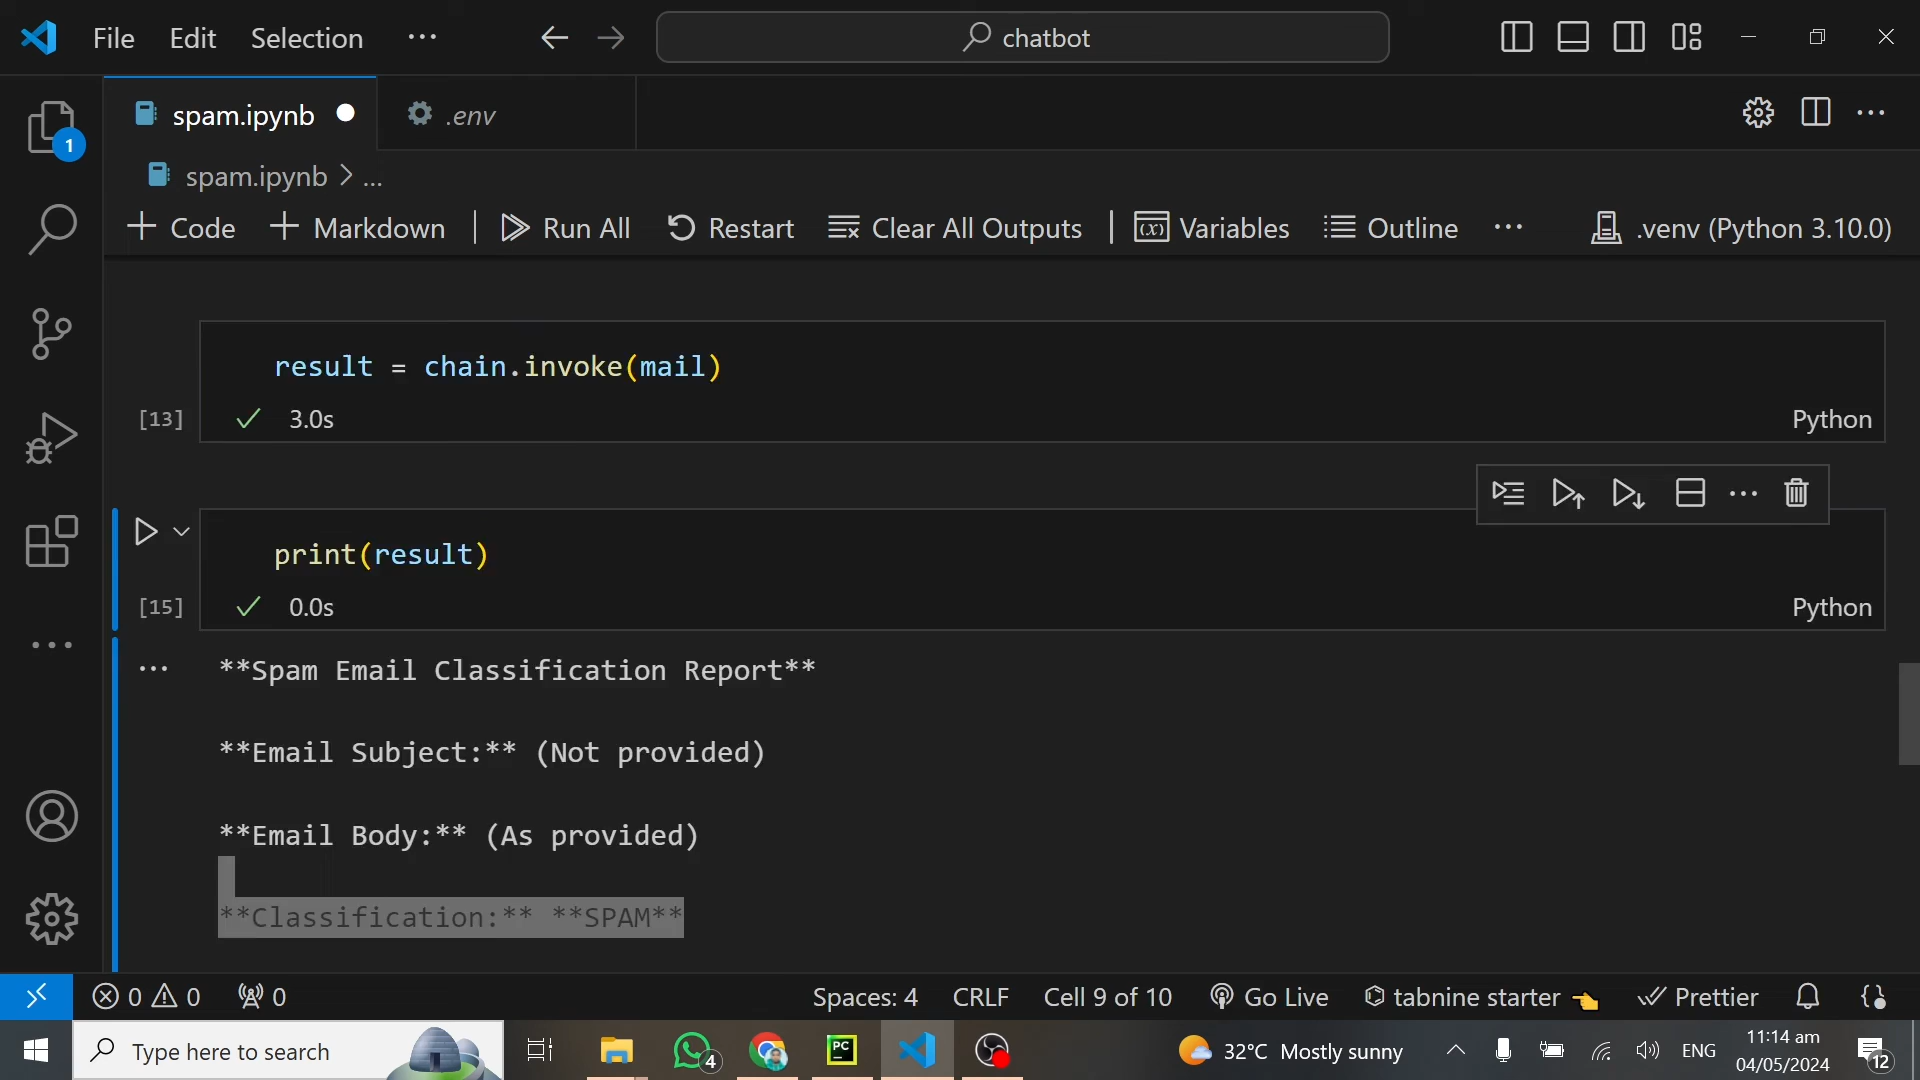 File Edit Selection ···
chatbot
1
spam.ipynb
.env
spam.ipynb > ...
+ Code + Markdown Run All Restart Clear All Outputs (x) Variables Outline ··· .venv (Python 3.10.0)
result = chain.invoke(mail)
[13] 3.0s Python
print(result)
[15] 0.0s Python
**Spam Email Classification Report**
**Email Subject:** (Not provided)
**Email Body:** (As provided)
**Classification:** **SPAM**
0 0 0 Spaces: 4 CRLF Cell 9 of 10 Go Live tabnine starter Prettier
Type here to search PC 4 32°C Mostly sunny ENG 11:14 am 12
04/05/2024